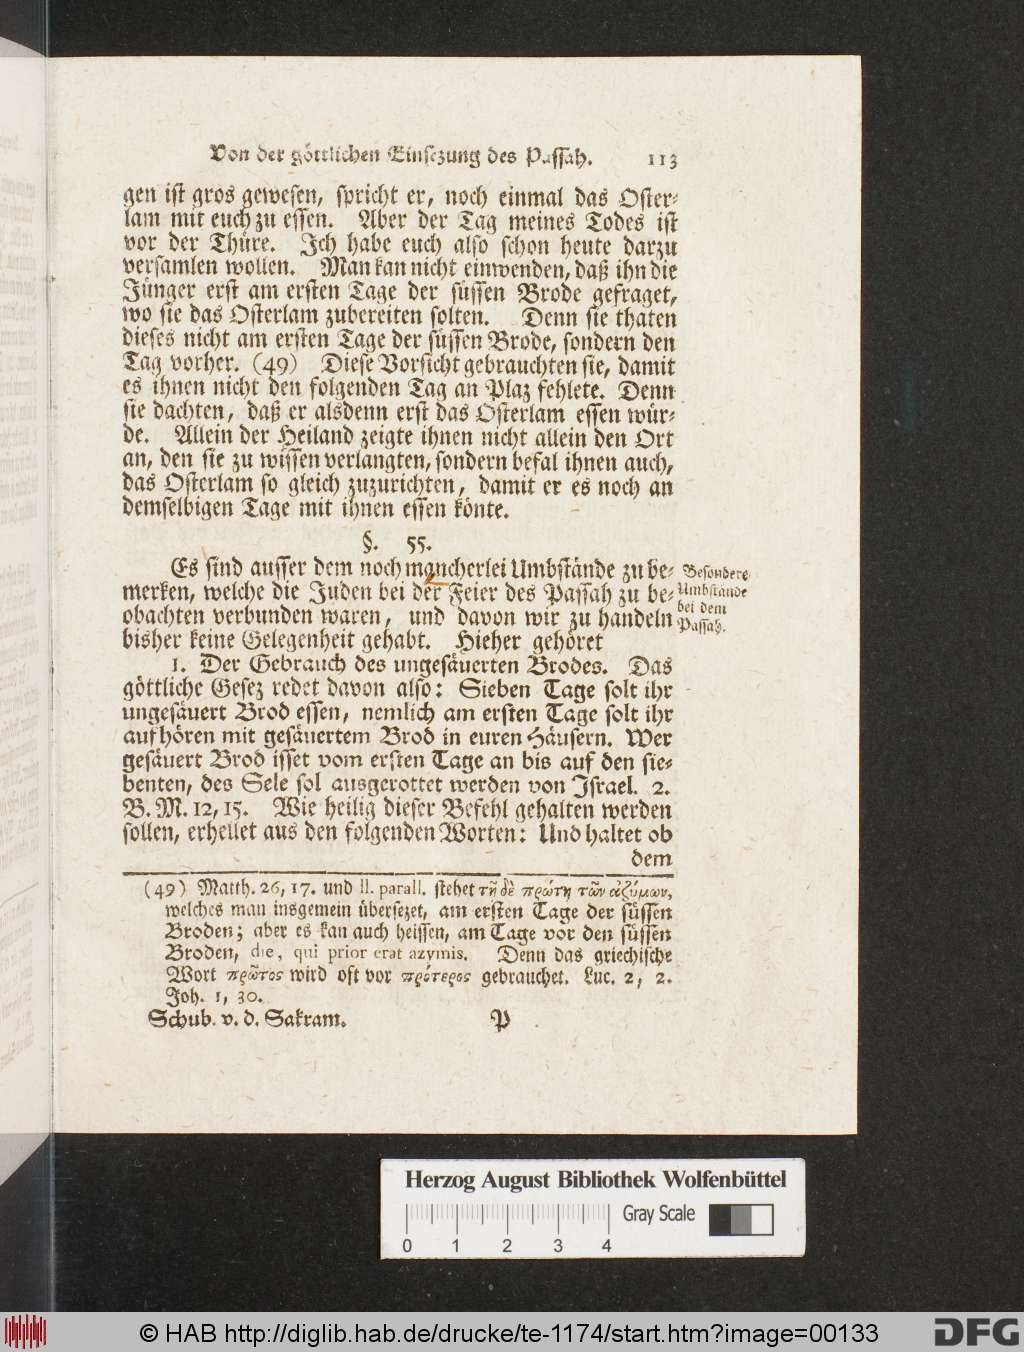 Von der göttlichen Einsezung des Passah. 113
gen ist gros gewesen, spricht er, noch einmal das Oster-
lam mit euch zu essen. Aber der Tag meines Todes ist
vor der Thüre. Ich habe euch also schon heute darzu
versamlen wollen. Man kan nicht einwenden, daß ihn die
Jünger erst am ersten Tage der süssen Brode gefraget,
wo sie das Osterlam zubereiten solten. Denn sie thaten
dieses nicht am ersten Tage der süssen Brode, sondern den
Tag vorher. (49) Diese Vorsicht gebrauchten sie, damit
es ihnen nicht den folgenden Tag an Plaz fehlete. Denn
sie dachten, daß er alsdenn erst das Osterlam essen wür-
de. Allein der Heiland zeigte ihnen nicht allein den Ort
an, den sie zu wissen verlangten, sondern befal ihnen auch,
das Osterlam so gleich zuzurichten, damit er es noch an
demselbigen Tage mit ihnen essen könte.
§. 55.
Es sind ausser dem noch mancherlei Umbstände zu be-
merken, welche die Juden bei der Feier des Passah zu be-
obachten verbunden waren, und davon wir zu handeln
bisher keine Gelegenheit gehabt. Hieher gehöret
Besondere
Umbstände
bei dem
Passah.
1. Der Gebrauch des ungesäuerten Brodes. Das
göttliche Gesez redet davon also: Sieben Tage solt ihr
ungesäuert Brod essen, nemlich am ersten Tage solt ihr
aufhören mit gesäuertem Brod in euren Häusern. Wer
gesäuert Brod isset vom ersten Tage an bis auf den sie-
benten, des Sele sol ausgerottet werden von Israel. 2.
B. M. 12, 15. Wie heilig dieser Befehl gehalten werden
sollen, erhellet aus den folgenden Worten: Und haltet ob
dem
(49) Matth. 26, 17. und ll. parall. stehet τῇ δὲ πρώτῃ τῶν ἀζύμων,
welches man insgemein übersezet, am ersten Tage der süssen
Broden; aber es kan auch heissen, am Tage vor den süssen
Broden, die, qui prior erat azymis. Denn das griechische
Wort πρῶτος wird oft vor πρότερος gebrauchet. Luc. 2, 2.
Joh. 1, 30.
Schub. v. d. Sakram. P
Herzog August Bibliothek Wolfenbüttel
Gray Scale
0 1 2 3 4
© HAB http://diglib.hab.de/drucke/te-1174/start.htm?image=00133
DFG